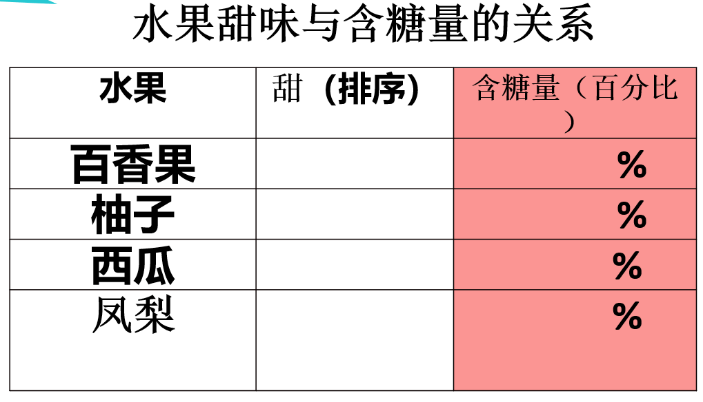 水果甜味与含糖量的关系
水果 甜（排序） 含糖量（百分比
）
百香果 %
柚子 %
西瓜 %
凤梨 %